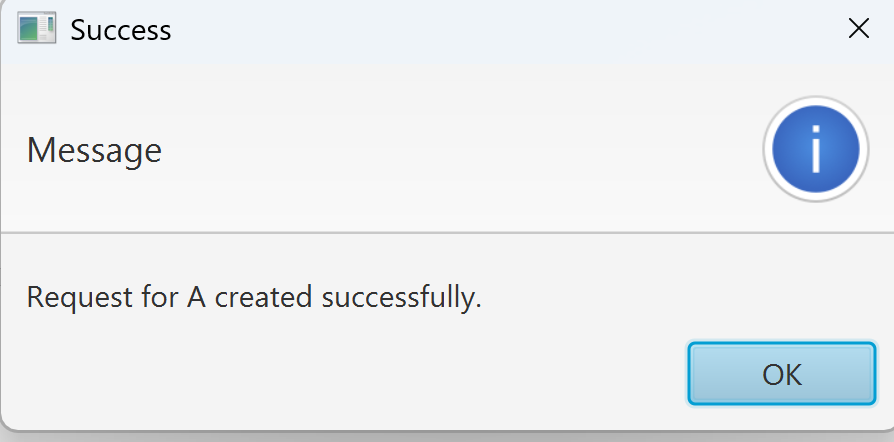 Success
Message
Request for A created successfully.
OK